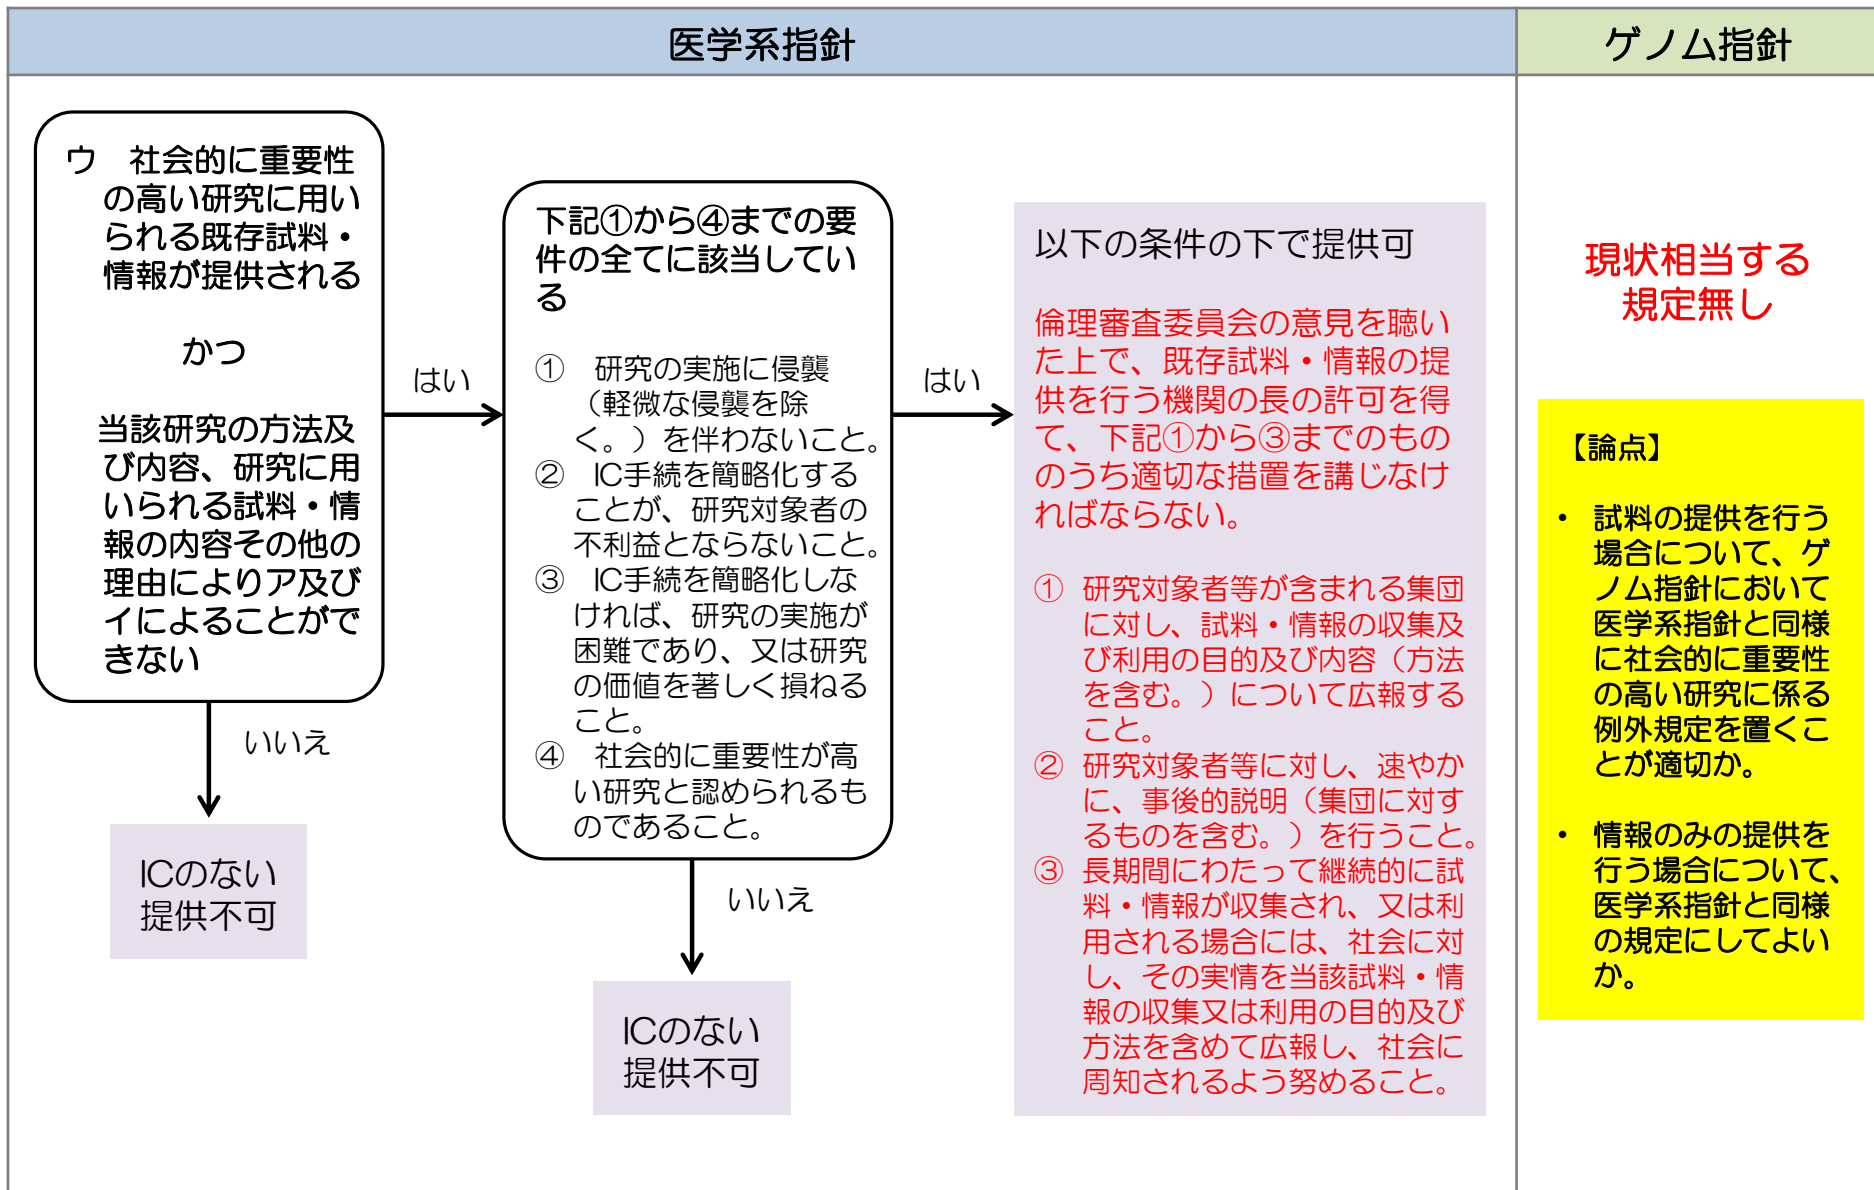 医学系指針
ゲノム指針
ウ　社会的に重要性
の高い研究に用い
られる既存試料・
情報が提供される
かつ
当該研究の方法及
び内容、研究に用
いられる試料・情
報の内容その他の
理由によりア及び
イによることがで
きない
はい
いいえ
ICのない
提供不可
下記①から④までの要
件の全てに該当してい
る
①　研究の実施に侵襲
（軽微な侵襲を除
く。）を伴わないこと。
②　IC手続を簡略化する
ことが、研究対象者の
不利益とならないこと。
③　IC手続を簡略化しな
ければ、研究の実施が
困難であり、又は研究
の価値を著しく損ねる
こと。
④　社会的に重要性が高
い研究と認められるも
のであること。
はい
いいえ
ICのない
提供不可
以下の条件の下で提供可
倫理審査委員会の意見を聴い
た上で、既存試料・情報の提
供を行う機関の長の許可を得
て、下記①から③までのもの
のうち適切な措置を講じなけ
ればならない。
①　研究対象者等が含まれる集団
に対し、試料・情報の収集及
び利用の目的及び内容（方法
を含む。）について広報する
こと。
②　研究対象者等に対し、速やか
に、事後的説明（集団に対す
るものを含む。）を行うこと。
③　長期間にわたって継続的に試
料・情報が収集され、又は利
用される場合には、社会に対
し、その実情を当該試料・情
報の収集又は利用の目的及び
方法を含めて広報し、社会に
周知されるよう努めること。
現状相当する
規定無し
【論点】
・ 試料の提供を行う
場合について、ゲ
ノム指針において
医学系指針と同様
に社会的に重要性
の高い研究に係る
例外規定を置くこ
とが適切か。
・ 情報のみの提供を
行う場合について、
医学系指針と同様
の規定にしてよい
か。